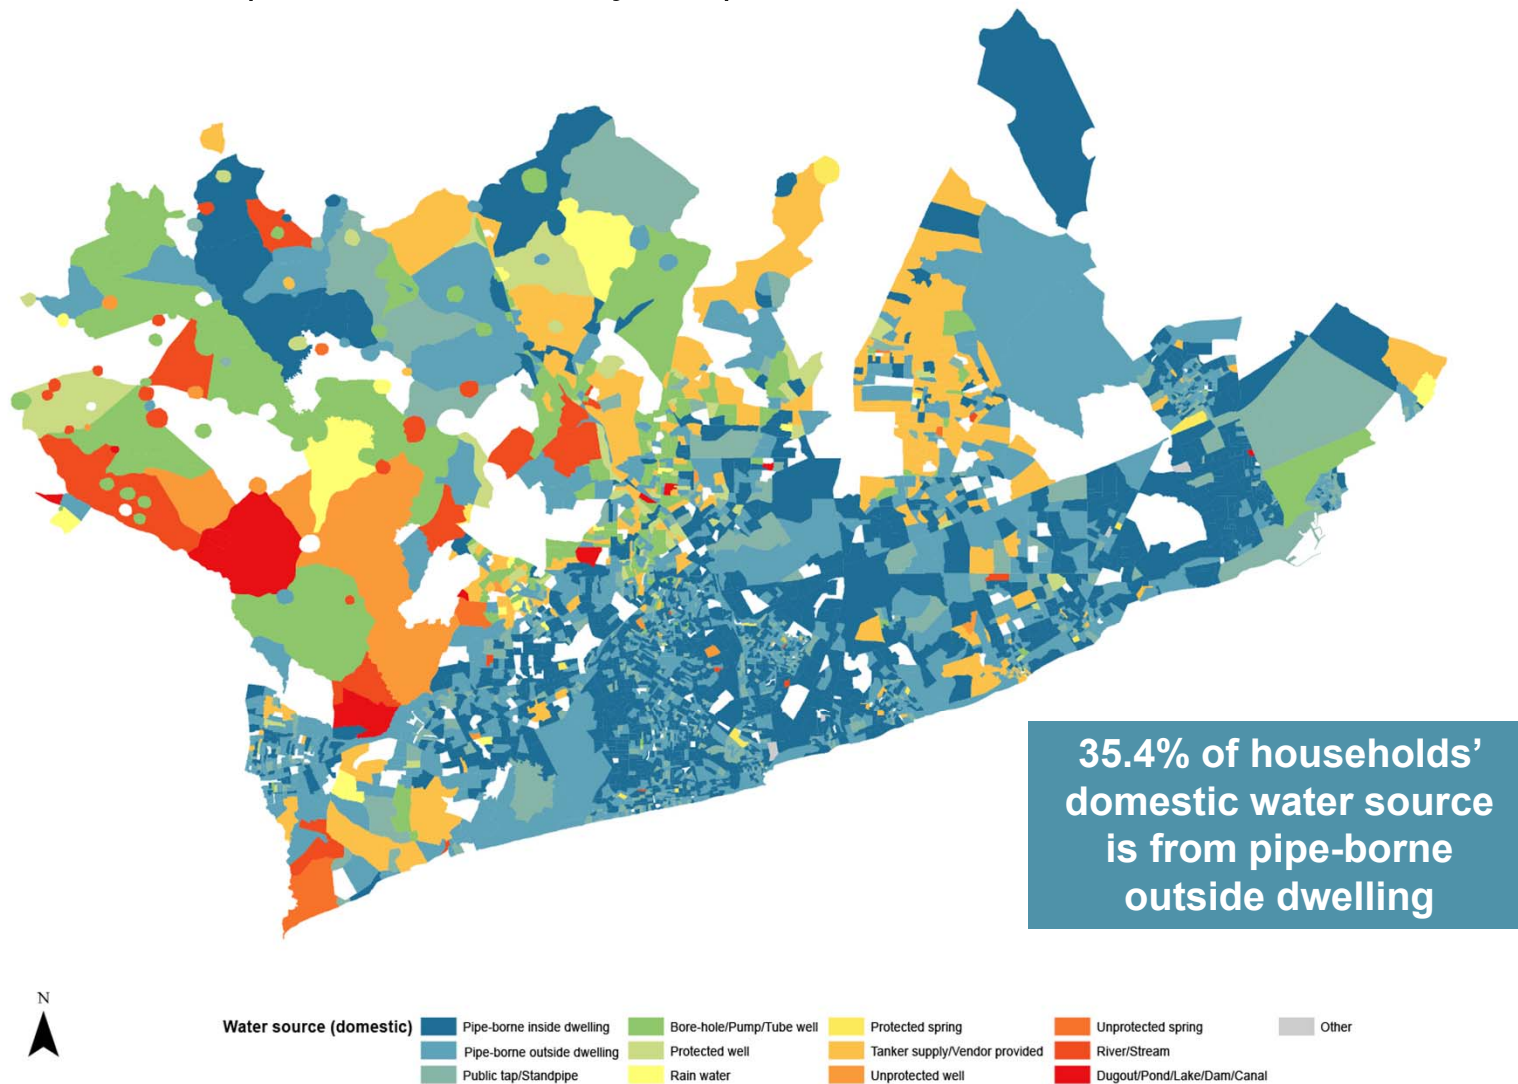 35.4% of households’
domestic water source
is from pipe-borne
outside dwelling
N
Water source (domestic)
Pipe-borne inside dwelling
Pipe-borne outside dwelling
Public tap/Standpipe
Bore-hole/Pump/Tube well
Protected well
Rain water
Protected spring
Tanker supply/Vendor provided
Unprotected well
Unprotected spring
River/Stream
Dugout/Pond/Lake/Dam/Canal
Other